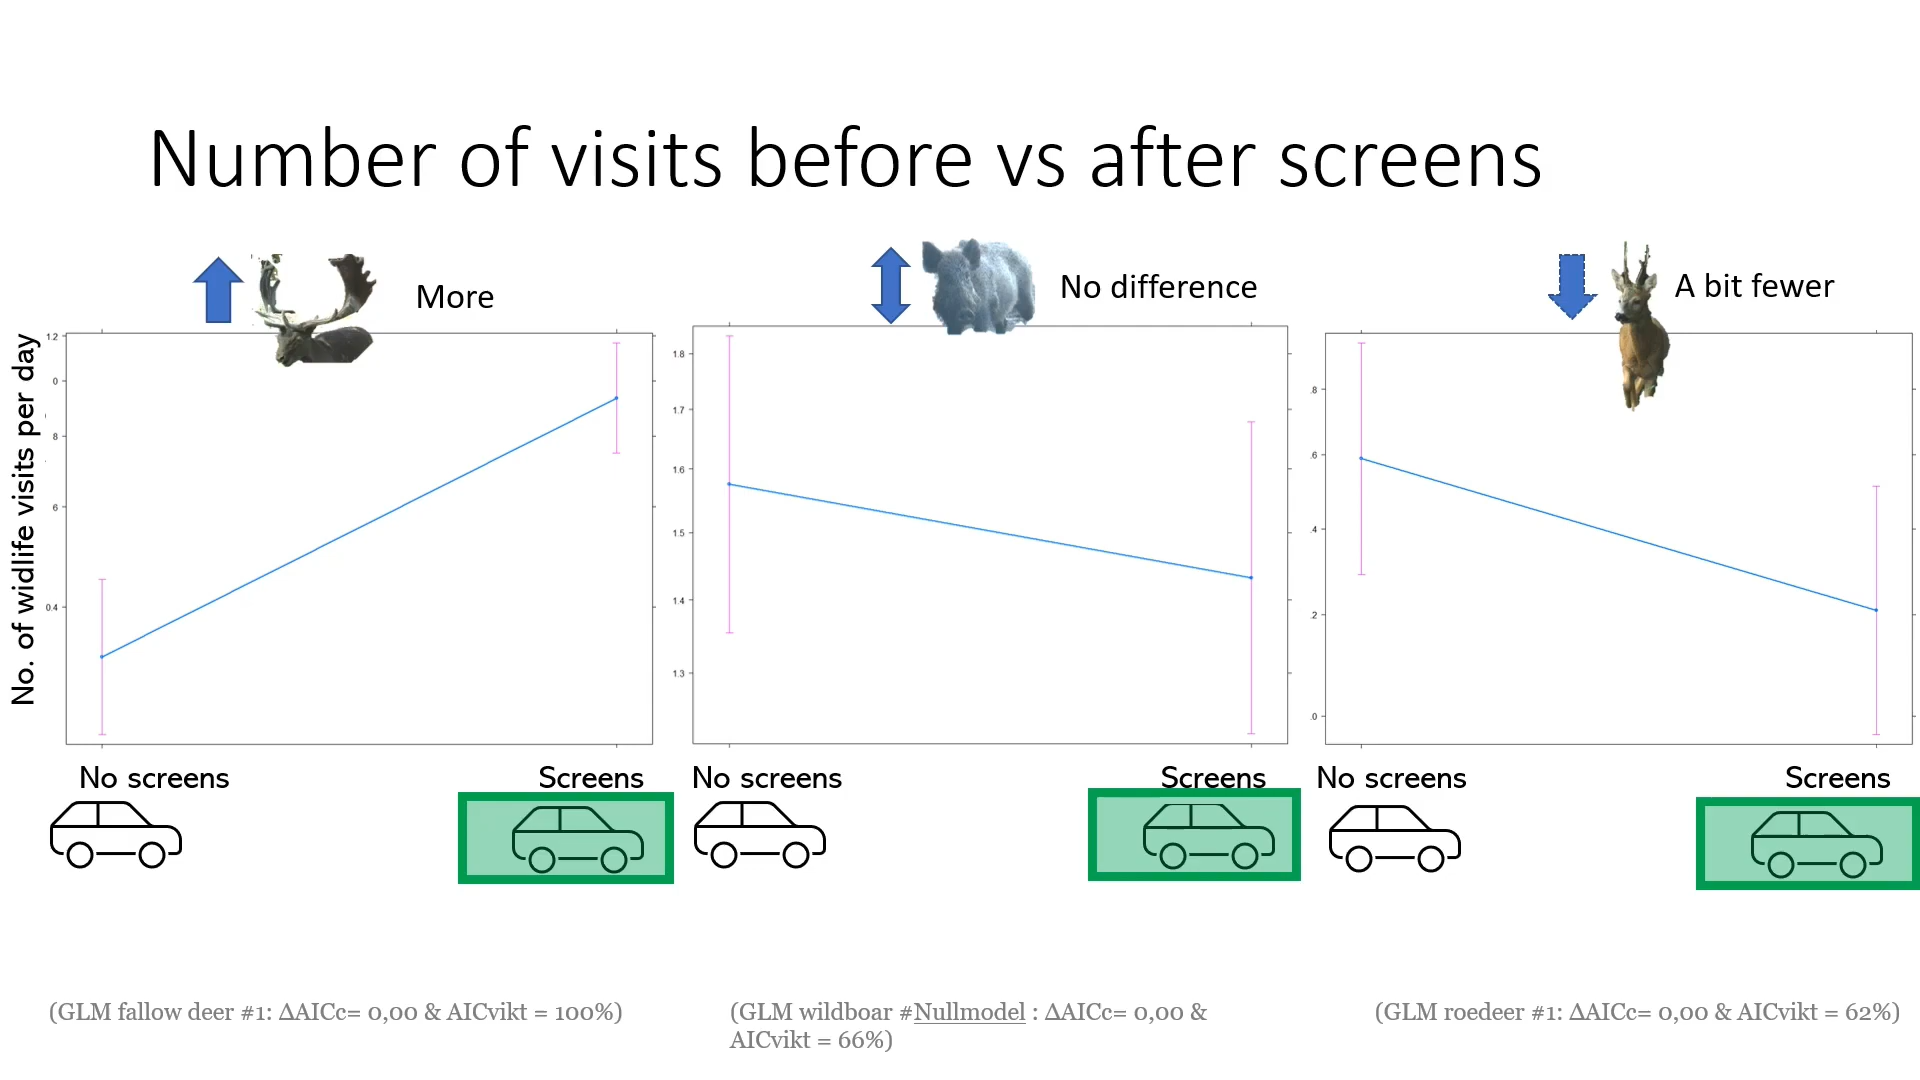 Number of visits before vs after screens
More
No difference
A bit fewer
No. of widlife visits per day
12
0
8
6
0.4
1.8
1.7
1.6
1.5
1.4
1.3
.8
.6
.4
.2
.0
No screens
Screens
No screens
Screens
No screens
Screens
(GLM fallow deer #1: ΔAICc= 0,00 & AICvikt = 100%)
(GLM wildboar #Nullmodel : ΔAICc= 0,00 &
AICvikt = 66%)
(GLM roedeer #1: ΔAICc= 0,00 & AICvikt = 62%)